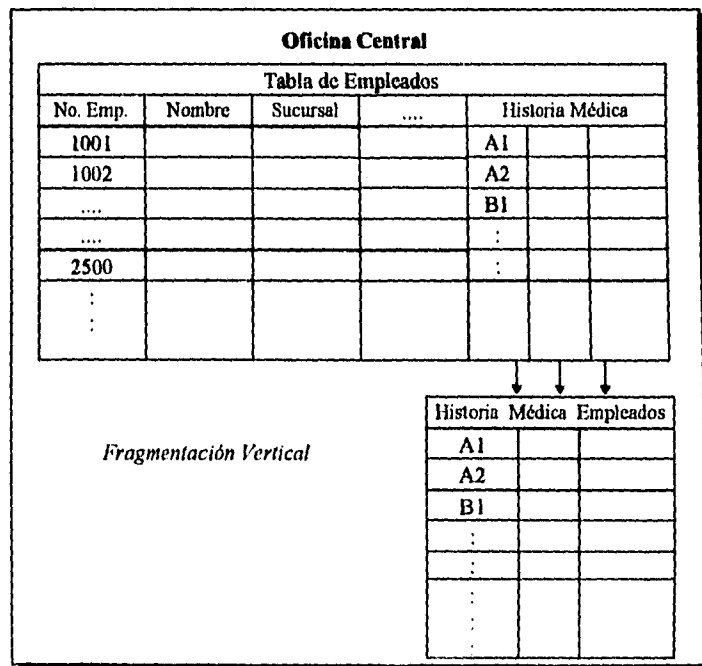 Oficina Central
Tabla de Empleados
No. Emp. Nombre Sucursal .... Historia Médica
1001 A1
1002 A2
.... B1
.... :
2500 :
:
:
Historia Médica Empleados
Fragmentación Vertical
A1
A2
B1
:
:
:
:
: